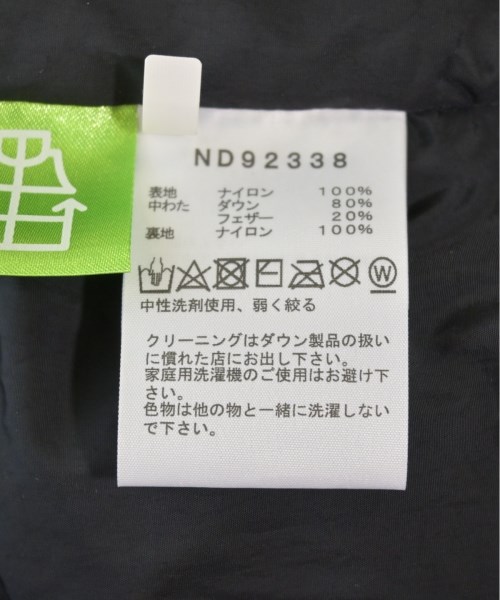 ND92338
表地 ナイロン 100%
中わた ダウン 80%
フェザー 20%
裏地 ナイロン 100%
W
中性洗剤使用、弱く絞る
クリーニングはダウン製品の扱い
に慣れた店にお出し下さい。
家庭用洗濯機のご使用はお避け下
さい。
色物は他の物と一緒に洗濯しない
で下さい。